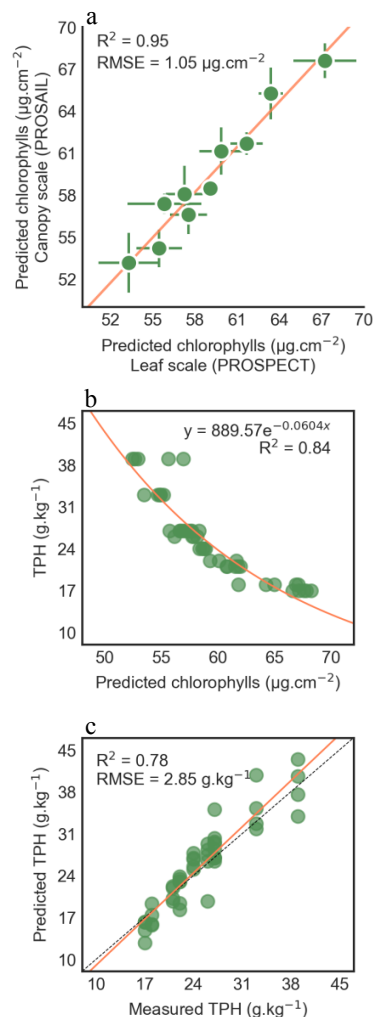 a
R² = 0.95
RMSE = 1.05 µg.cm⁻²
Predicted chlorophylls (µg.cm⁻²)
Canopy scale (PROSAIL)
70
67
64
61
58
55
52
52 55 58 61 64 67 70
Predicted chlorophylls (µg.cm⁻²)
Leaf scale (PROSPECT)
b
y = 889.57e⁻⁰·⁰⁶⁰⁴ˣ
R² = 0.84
TPH (g.kg⁻¹)
45
38
31
24
17
10
50 55 60 65 70
Predicted chlorophylls (µg.cm⁻²)
c
R² = 0.78
RMSE = 2.85 g.kg⁻¹
Predicted TPH (g.kg⁻¹)
45
38
31
24
17
10
10 17 24 31 38 45
Measured TPH (g.kg⁻¹)